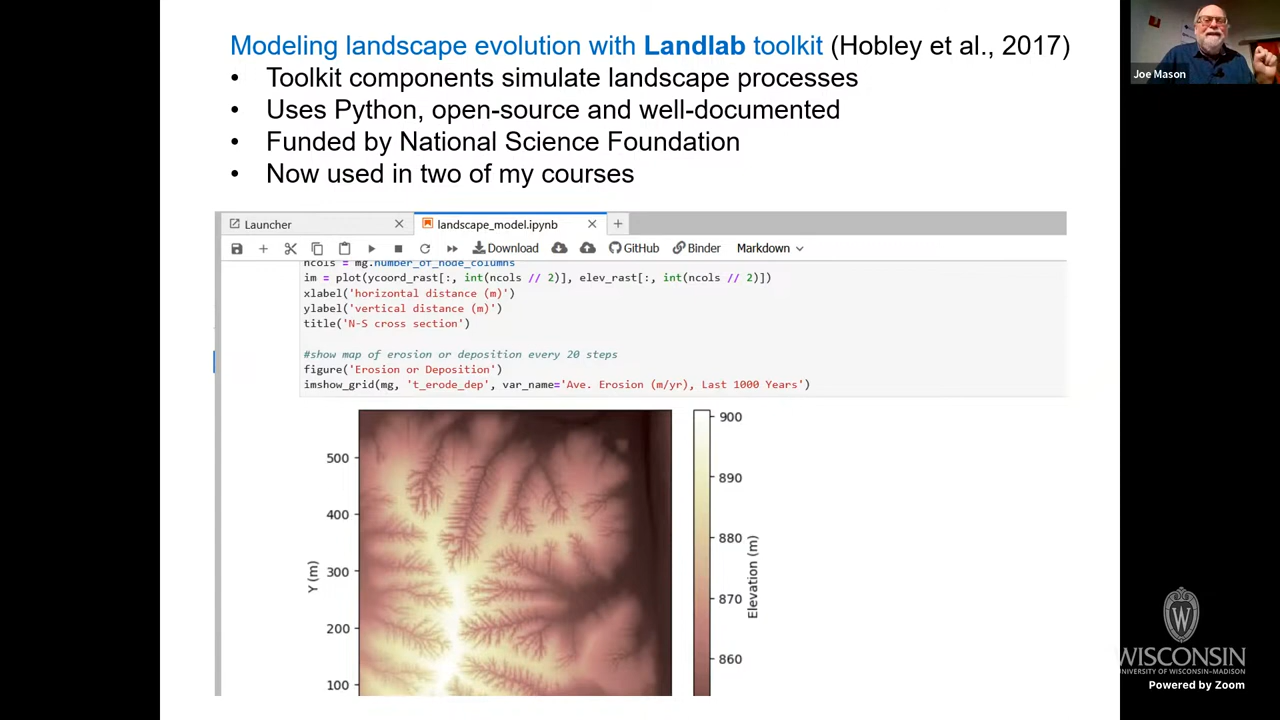 Modeling landscape evolution with Landlab toolkit (Hobley et al., 2017)
• Toolkit components simulate landscape processes
• Uses Python, open-source and well-documented
• Funded by National Science Foundation
• Now used in two of my courses
Joe Mason
Launcher
landscape_model.ipynb
Download
GitHub
Binder
Markdown
ncols = mg.number_of_node_columns
im = plot(ycoord_rast[:, int(ncols // 2)], elev_rast[:, int(ncols // 2)])
xlabel('horizontal distance (m)')
ylabel('vertical distance (m)')
title('N-S cross section')
#show map of erosion or deposition every 20 steps
figure('Erosion or Deposition')
imshow_grid(mg, 't_erode_dep', var_name='Ave. Erosion (m/yr), Last 1000 Years')
500
400
300
200
100
Y (m)
900
890
880
870
860
Elevation (m)
W
WISCONSIN
UNIVERSITY OF WISCONSIN–MADISON
Powered by Zoom